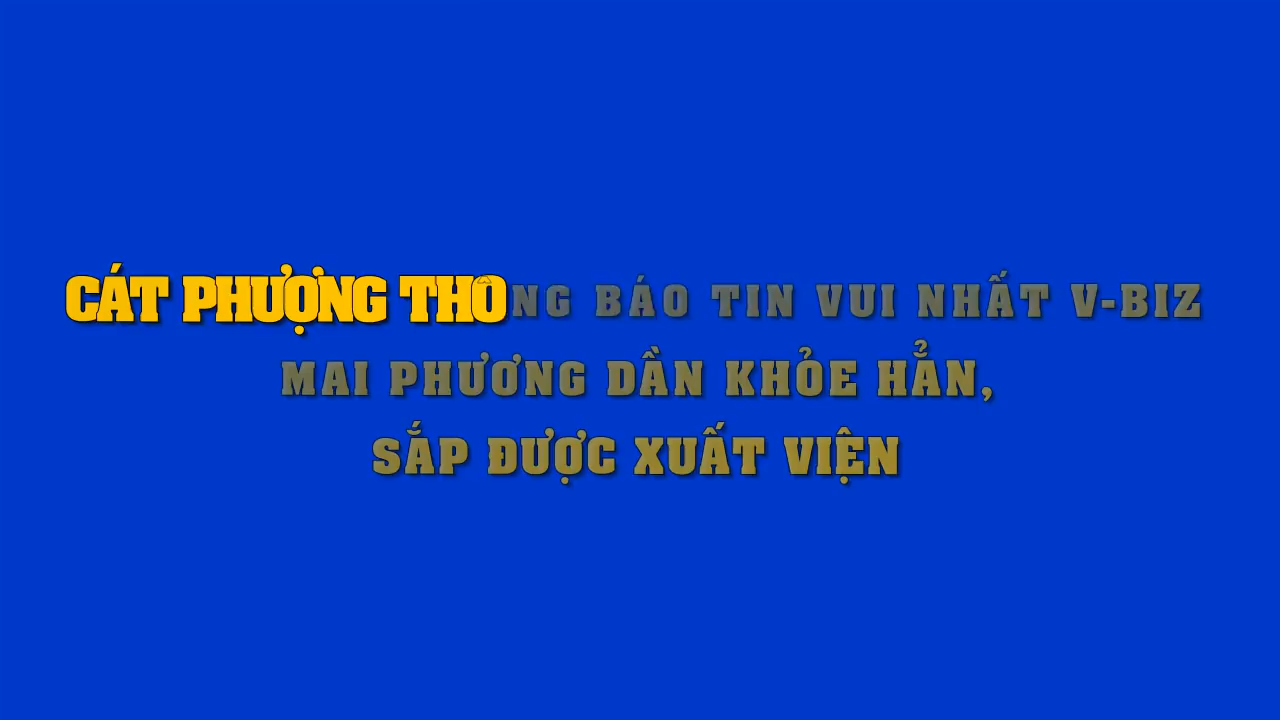 CÁT PHƯỢNG THÔNG BÁO TIN VUI NHẤT V-BIZ
MAI PHƯƠNG DẦN KHỎE HẲN,
SẮP ĐƯỢC XUẤT VIỆN